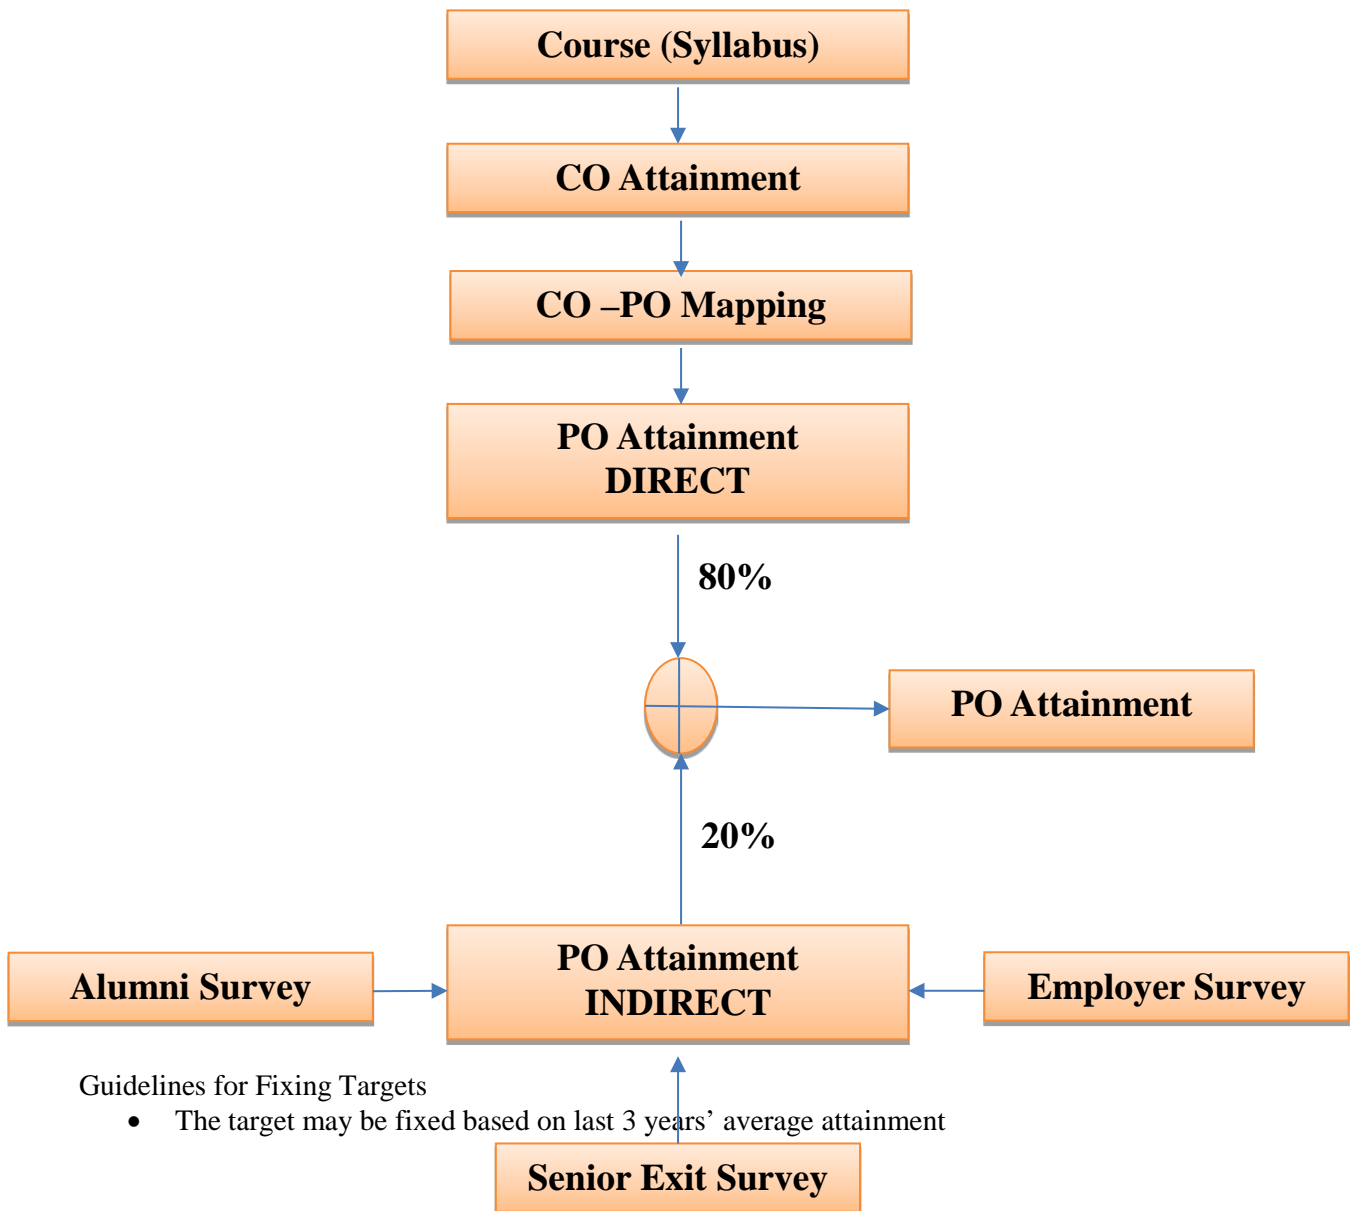 Course (Syllabus)
CO Attainment
CO –PO Mapping
PO Attainment
DIRECT
80%
PO Attainment
20%
PO Attainment
INDIRECT
Alumni Survey
Employer Survey
Guidelines for Fixing Targets
• The target may be fixed based on last 3 years’ average attainment
Senior Exit Survey